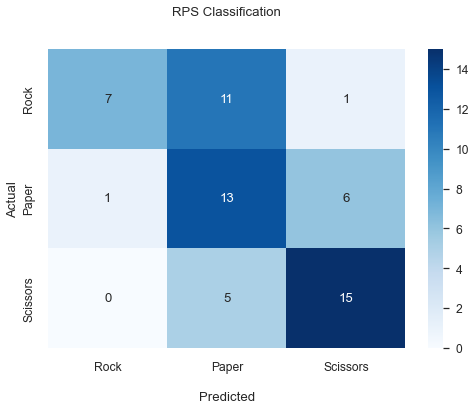 RPS Classification
Actual
Rock
7 11 1
Paper
1 13 6
Scissors
0 5 15
Rock Paper Scissors
Predicted
14
12
10
8
6
4
2
0